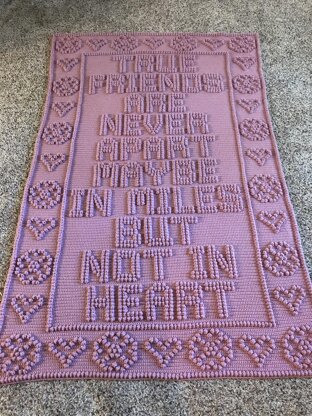 TRUE
FRIENDS
ARE
NEVER
APART
MAYBE
IN MILES
BUT
NOT IN
HEART